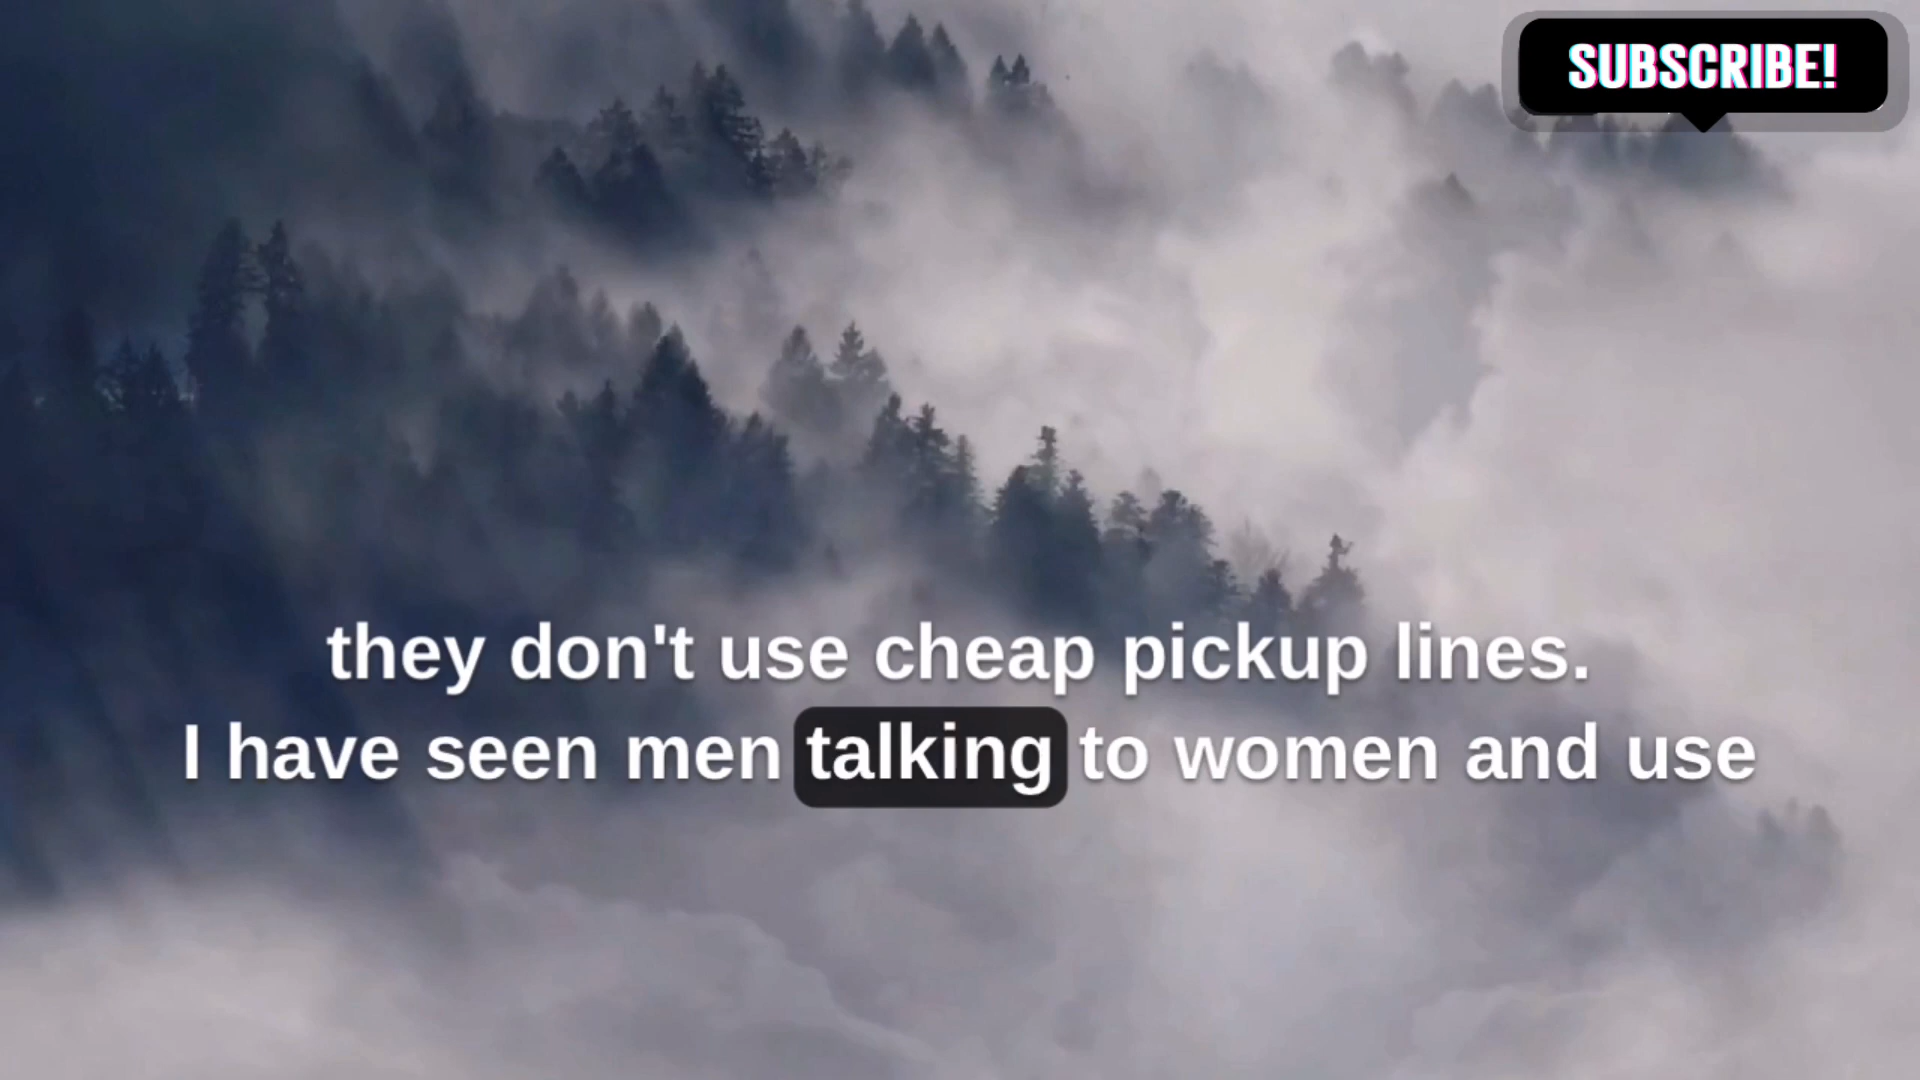 SUBSCRIBE!
they don't use cheap pickup lines.
I have seen men talking to women and use